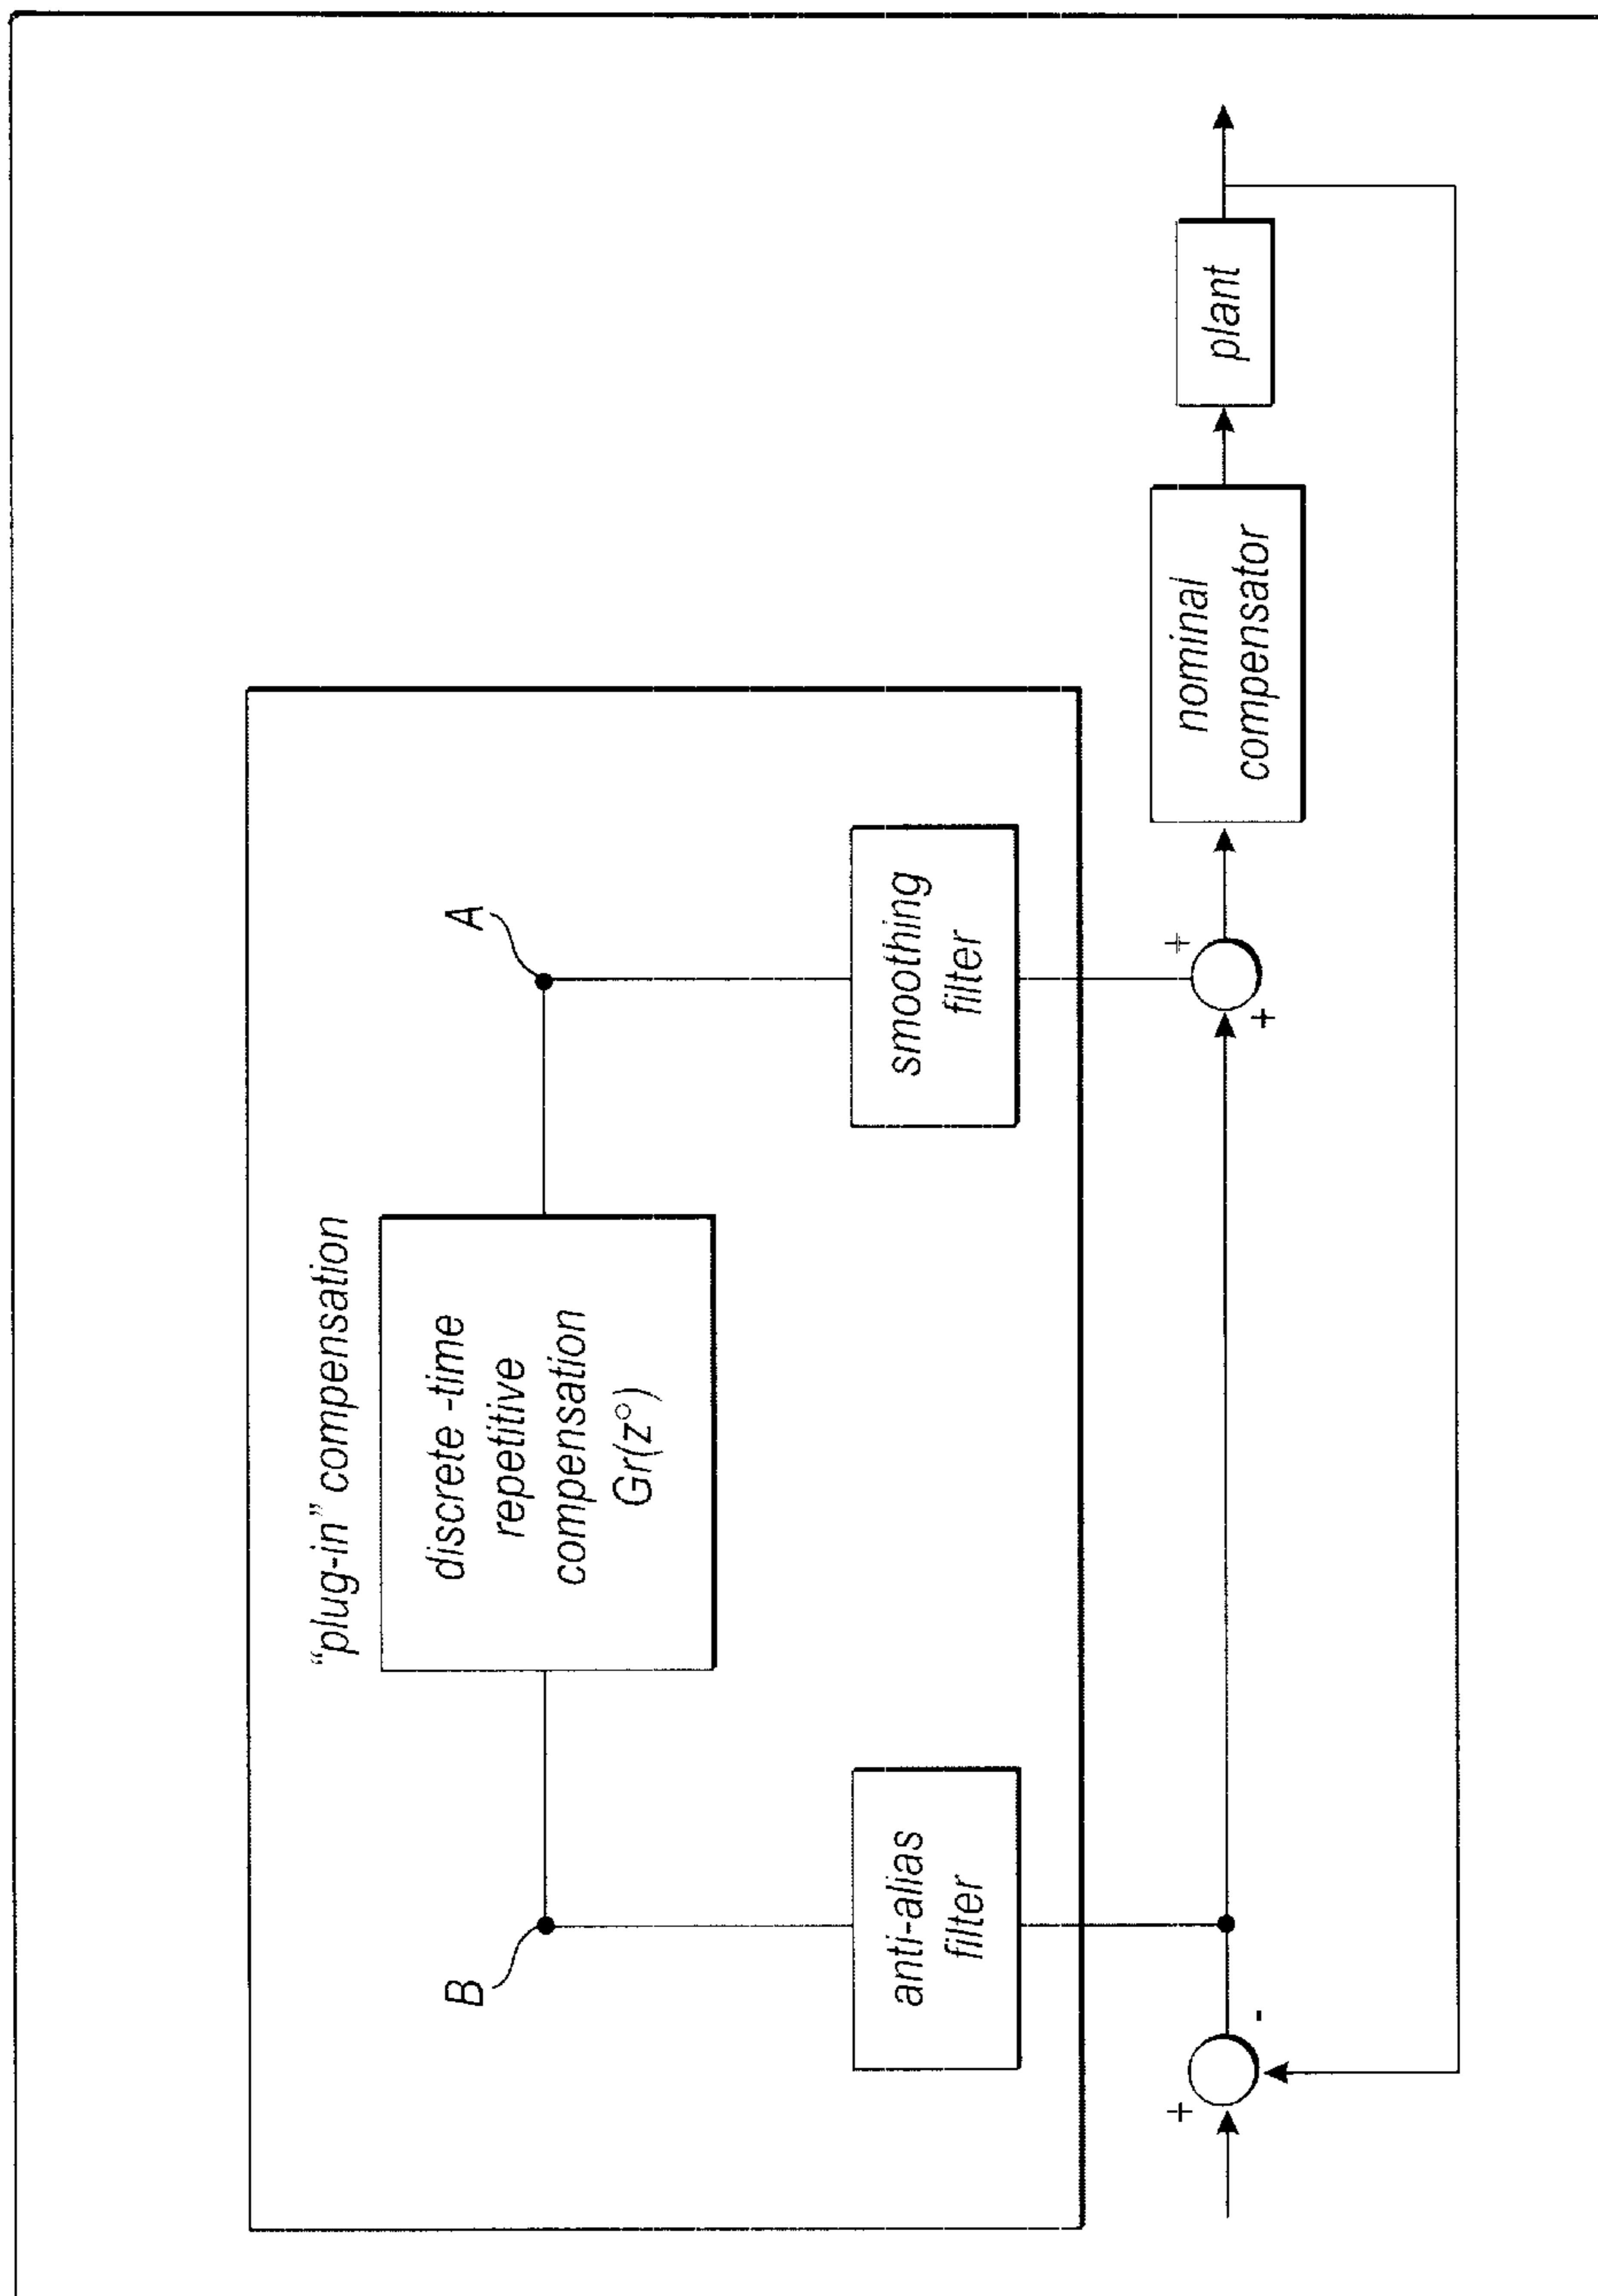 “plug-in” compensation
discrete -time
repetitive
compensation
Gr(z°)
B
A
anti-alias
filter
smoothing
filter
+
-
+
+
nominal
compensator
plant